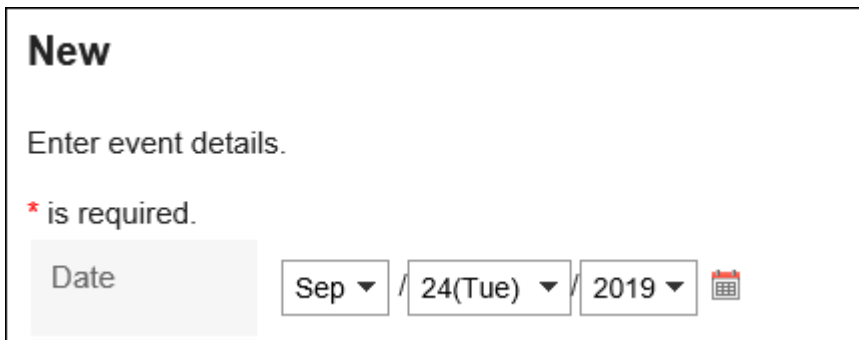 New
Enter event details.
* is required.
Date Sep / 24(Tue) / 2019